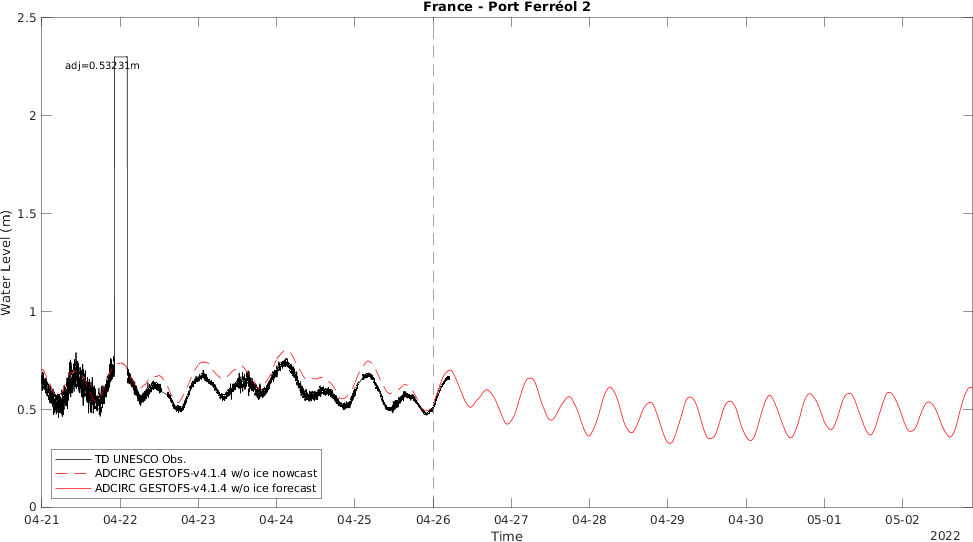 France - Port Ferréol 2
adj=0.53231m
Water Level (m)
2.5
2
1.5
1
0.5
0
TD UNESCO Obs.
ADCIRC GESTOFS-v4.1.4 w/o ice nowcast
ADCIRC GESTOFS-v4.1.4 w/o ice forecast
04-21 04-22 04-23 04-24 04-25 04-26 04-27 04-28 04-29 04-30 05-01 05-02
Time
2022